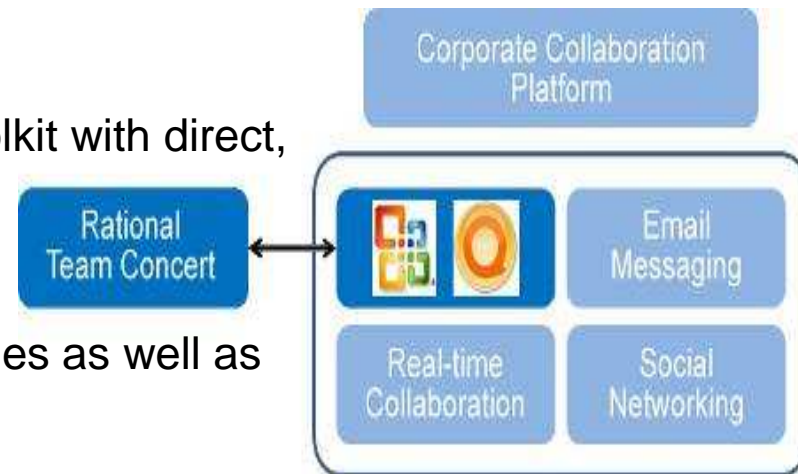 Corporate Collaboration
Platform
lkit with direct,
Rational
Team Concert
Email
Messaging
es as well as
Real-time
Collaboration
Social
Networking